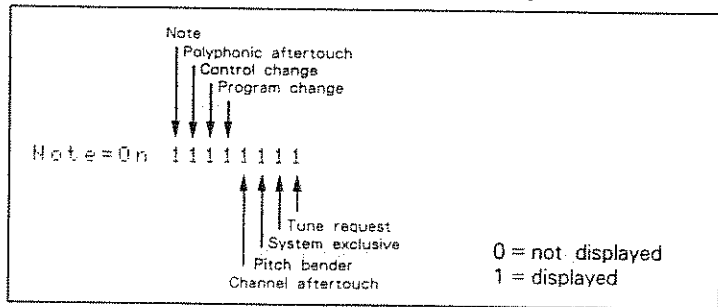 Note
Polyphonic aftertouch
Control change
Program change
Note=On 11111111
Tune request
System exclusive
Pitch bender
Channel aftertouch
0 = not displayed
1 = displayed